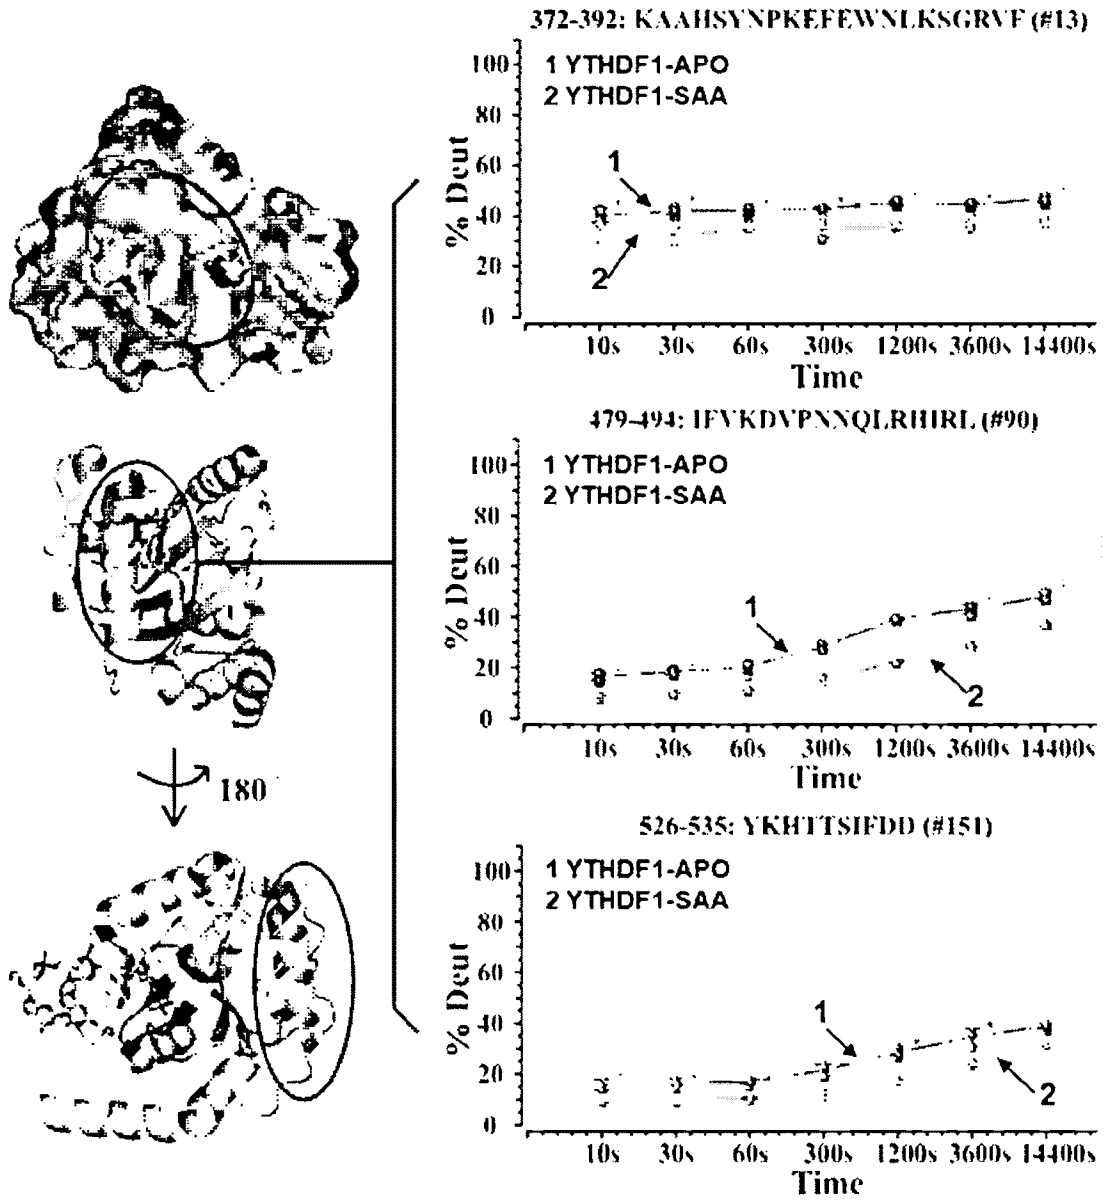 372-392: KAAHSYNPKEFEWNLKSGRVF (#13)
1 YTHDF1-APO
2 YTHDF1-SAA
% Deut
100
80
60
40
20
0
1
2
10s 30s 60s 300s 1200s 3600s 14400s
Time
479-494: IFVKDVPNNQLRHIRL (#90)
1 YTHDF1-APO
2 YTHDF1-SAA
% Deut
100
80
60
40
20
0
1
2
10s 30s 60s 300s 1200s 3600s 14400s
Time
180
526-535: YKHTTSIFDD (#151)
1 YTHDF1-APO
2 YTHDF1-SAA
% Deut
100
80
60
40
20
0
1
2
10s 30s 60s 300s 1200s 3600s 14400s
Time